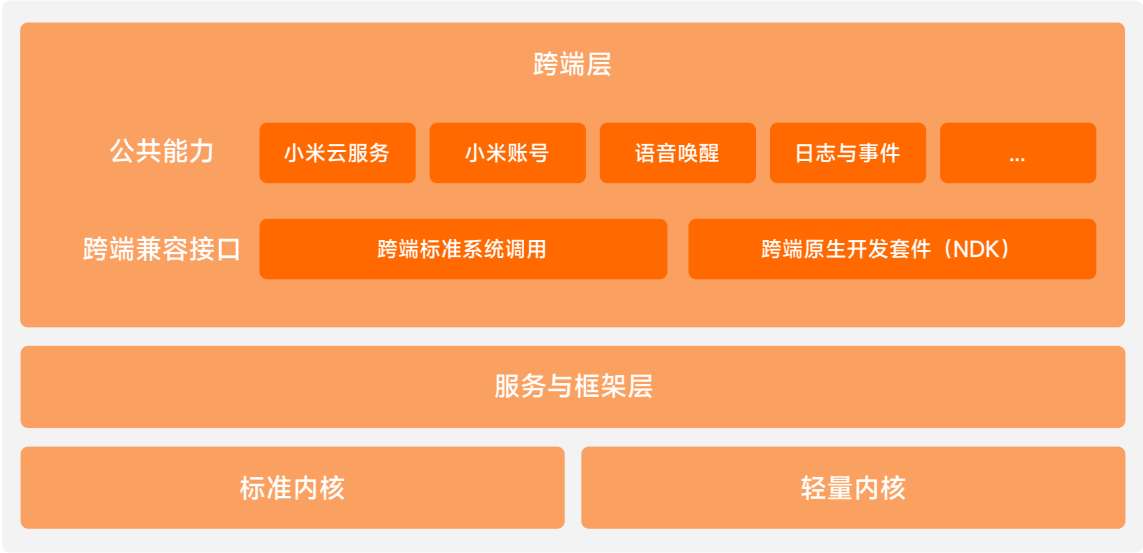 跨端层
公共能力
小米云服务
小米账号
语音唤醒
日志与事件
...
跨端兼容接口
跨端标准系统调用
跨端原生开发套件（NDK）
服务与框架层
标准内核
轻量内核